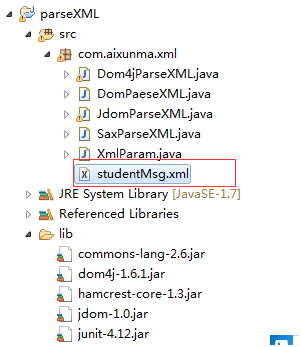 parseXML
src
com.aixunma.xml
Dom4jParseXML.java
DomPaeseXML.java
JdomParseXML.java
SaxParseXML.java
XmlParam.java
studentMsg.xml
JRE System Library [JavaSE-1.7]
Referenced Libraries
lib
commons-lang-2.6.jar
dom4j-1.6.1.jar
hamcrest-core-1.3.jar
jdom-1.0.jar
junit-4.12.jar